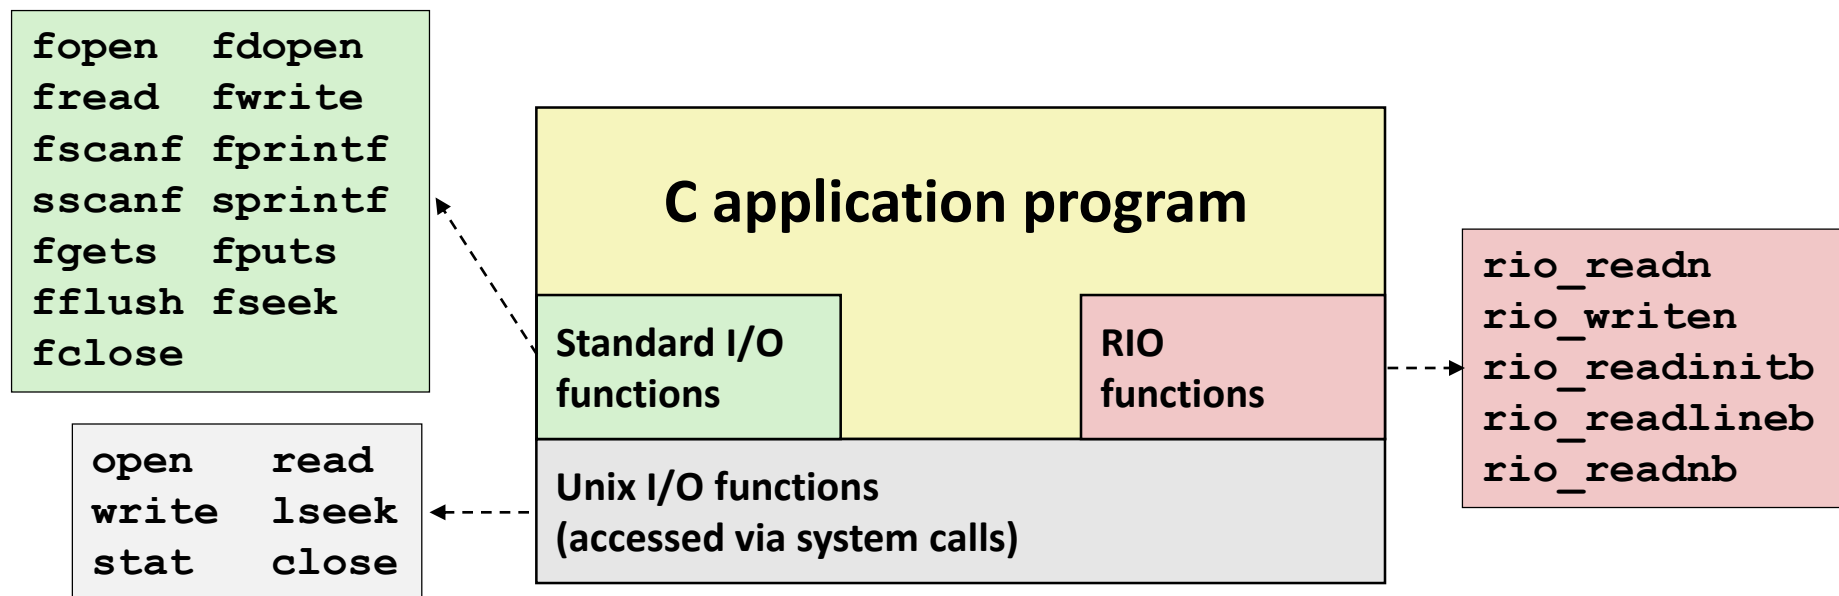 fopen fdopen
fread fwrite
fscanf fprintf
sscanf sprintf
fgets fputs
fflush fseek
fclose
C application program
Standard I/O
functions
RIO
functions
rio_readn
rio_writen
rio_readinitb
rio_readlineb
rio_readnb
open read
write lseek
stat close
Unix I/O functions
(accessed via system calls)